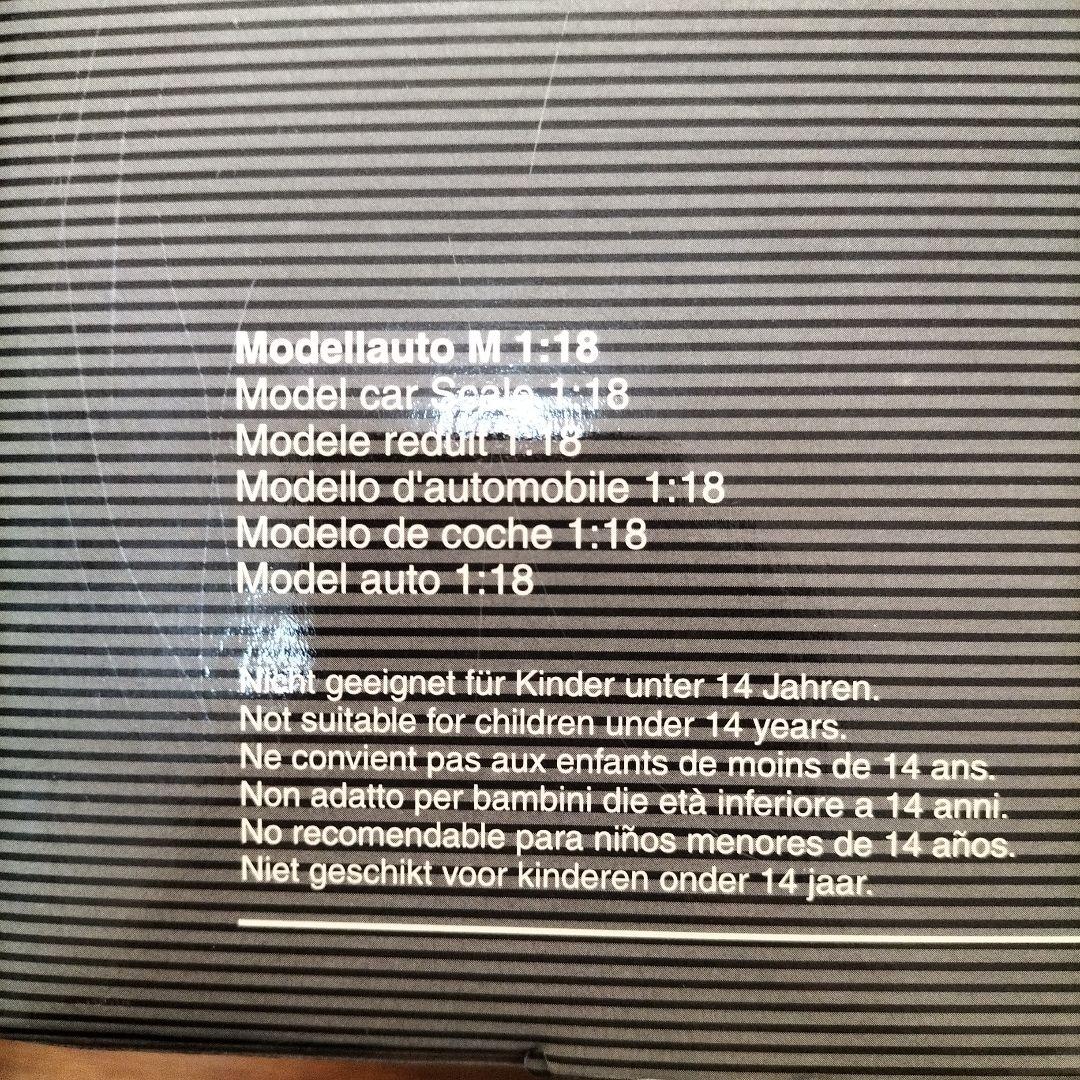 Modellauto M 1:18
Model car Scale 1:18
Modele reduit 1:18
Modello d'automobile 1:18
Modelo de coche 1:18
Model auto 1:18
Nicht geeignet für Kinder unter 14 Jahren.
Not suitable for children under 14 years.
Ne convient pas aux enfants de moins de 14 ans.
Non adatto per bambini die età inferiore a 14 anni.
No recomendable para niños menores de 14 años.
Niet geschikt voor kinderen onder 14 jaar.